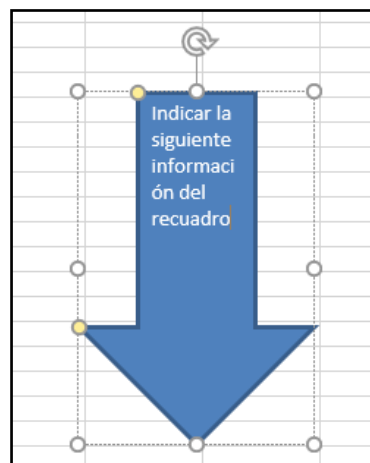 Indicar la
siguiente
informaci
ón del
recuadro